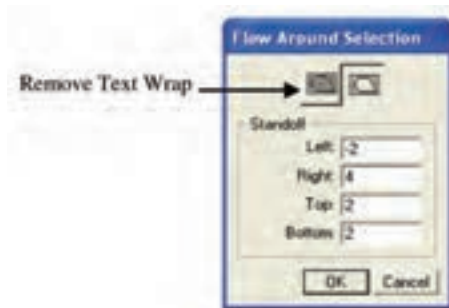 Flow Around Selection
Remove Text Wrap
Standoff
Left: -2
Right: 4
Top: 2
Bottom: 2
OK Cancel